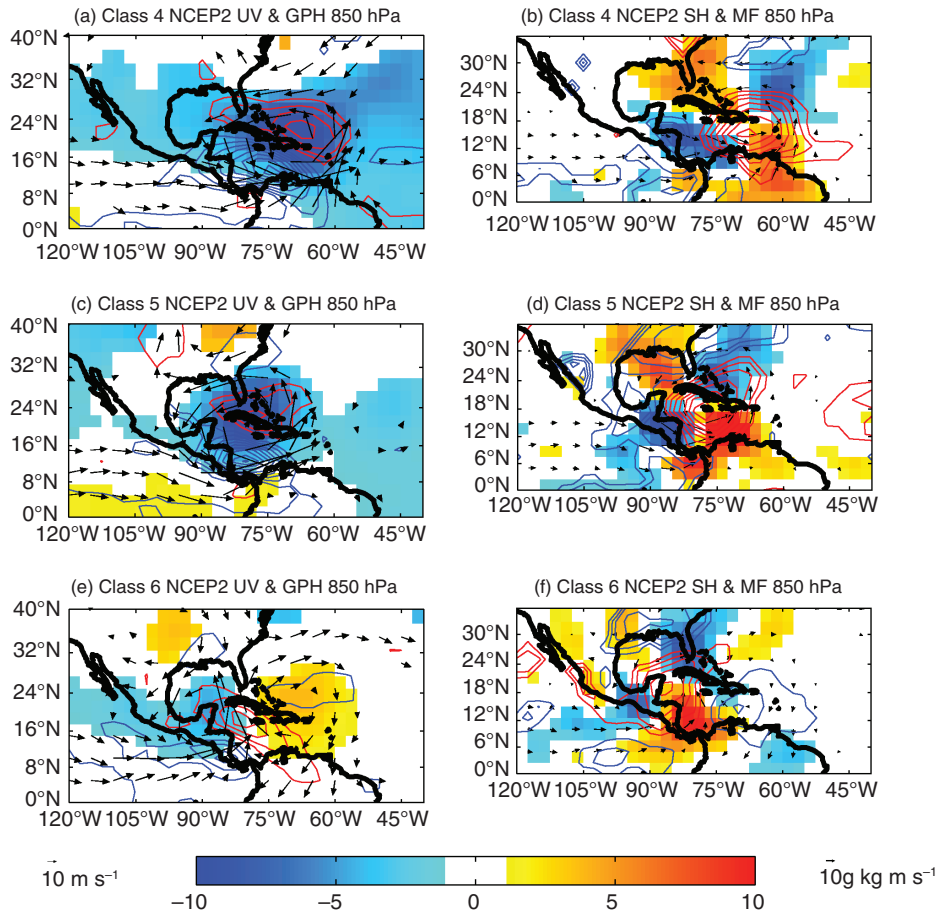 (a) Class 4 NCEP2 UV & GPH 850 hPa
40°N
32°N
24°N
16°N
8°N
0°N
120°W 105°W 90°W 75°W 60°W 45°W
(b) Class 4 NCEP2 SH & MF 850 hPa
30°N
24°N
18°N
12°N
6°N
0°N
120°W 105°W 90°W 75°W 60°W 45°W
(c) Class 5 NCEP2 UV & GPH 850 hPa
40°N
32°N
24°N
16°N
8°N
0°N
120°W 105°W 90°W 75°W 60°W 45°W
(d) Class 5 NCEP2 SH & MF 850 hPa
30°N
24°N
18°N
12°N
6°N
0°N
120°W 105°W 90°W 75°W 60°W 45°W
(e) Class 6 NCEP2 UV & GPH 850 hPa
40°N
32°N
24°N
16°N
8°N
0°N
120°W 105°W 90°W 75°W 60°W 45°W
(f) Class 6 NCEP2 SH & MF 850 hPa
30°N
24°N
18°N
12°N
6°N
0°N
120°W 105°W 90°W 75°W 60°W 45°W
10 m s⁻¹
−10 −5 0 5 10
10g kg m s⁻¹